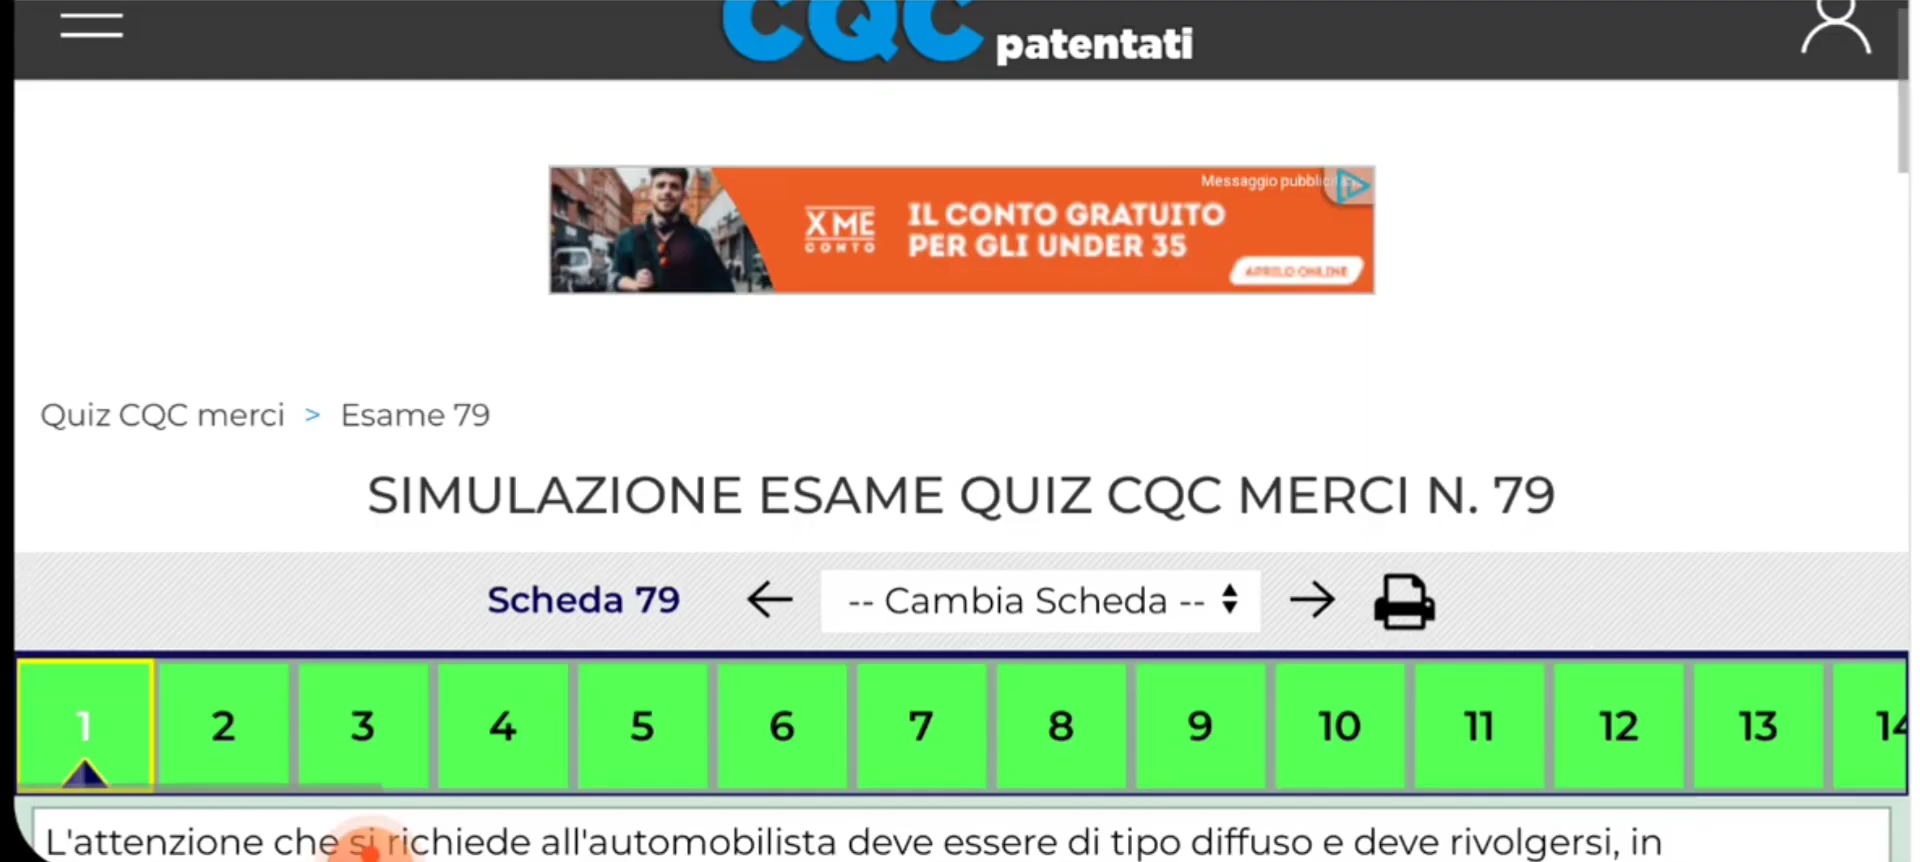 CQC patentati
Messaggio
X ME
CONTO
IL CONTO GRATUITO
PER GLI UNDER 35
APRILO ONLINE
Quiz CQC merci > Esame 79
SIMULAZIONE ESAME QUIZ CQC MERCI N. 79
Scheda 79 ← -- Cambia Scheda -- →
1 2 3 4 5 6 7 8 9 10 11 12 13 14
L'attenzione che si richiede all'automobilista deve essere di tipo diffuso e deve rivolgersi, in